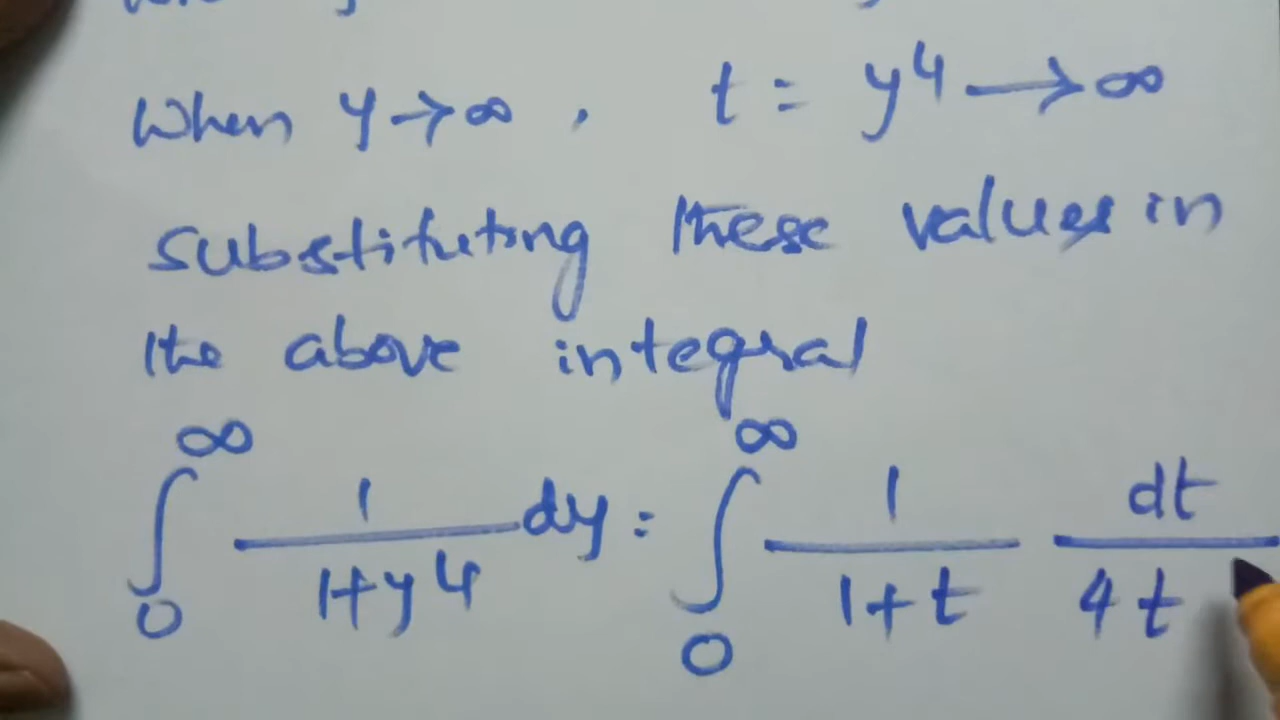 When y→∞ , t = y⁴ → ∞
substituting these values in
the above integral
∫₀^∞ 1/(1+y⁴) dy = ∫₀^∞ 1/(1+t) dt/4t